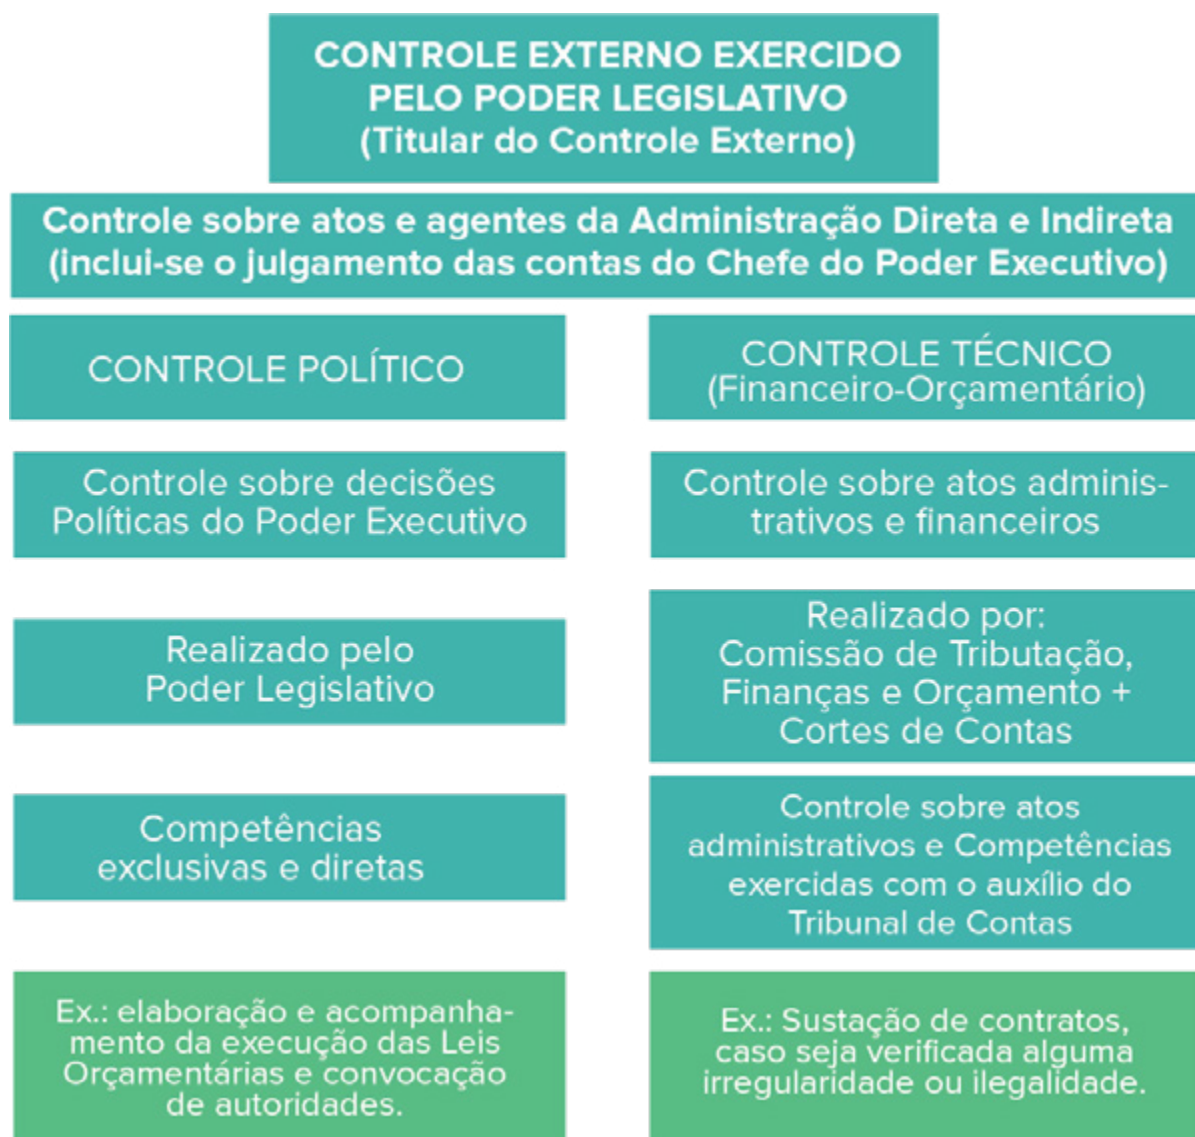 CONTROLE EXTERNO EXERCIDO
PELO PODER LEGISLATIVO
(Titular do Controle Externo)
Controle sobre atos e agentes da Administração Direta e Indireta
(inclui-se o julgamento das contas do Chefe do Poder Executivo)
CONTROLE POLÍTICO
Controle sobre decisões
Políticas do Poder Executivo
Realizado pelo
Poder Legislativo
Competências
exclusivas e diretas
Ex.: elaboração e acompanha-
mento da execução das Leis
Orçamentárias e convocação
de autoridades.
CONTROLE TÉCNICO
(Financeiro-Orçamentário)
Controle sobre atos adminis-
trativos e financeiros
Realizado por:
Comissão de Tributação,
Finanças e Orçamento +
Cortes de Contas
Controle sobre atos
administrativos e Competências
exercidas com o auxílio do
Tribunal de Contas
Ex.: Sustação de contratos,
caso seja verificada alguma
irregularidade ou ilegalidade.